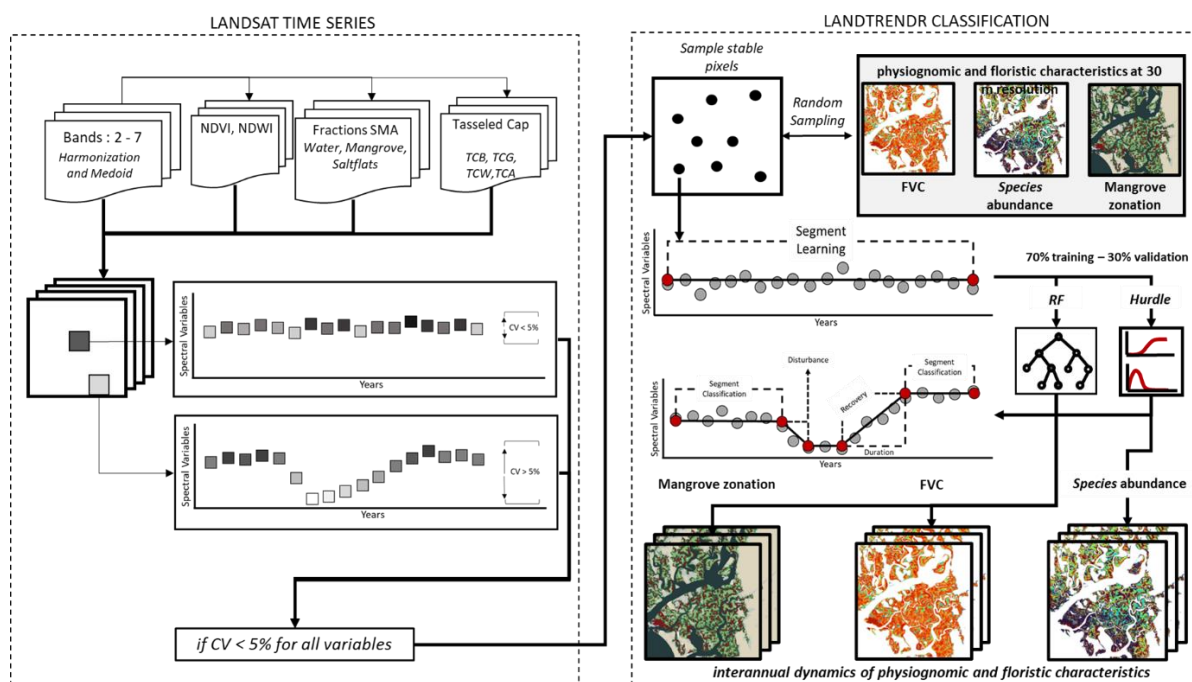 LANDSAT TIME SERIES
Bands : 2 - 7
Harmonization
and Medoid
NDVI, NDWI
Fractions SMA
Water, Mangrove,
Saltflats
Tasseled Cap
TCB, TCG,
TCW,TCA
Spectral Variables
CV < 5%
Years
Spectral Variables
CV > 5%
Years
if CV < 5% for all variables
LANDTRENDR CLASSIFICATION
Sample stable
pixels
Random
Sampling
physiognomic and floristic characteristics at 30
m resolution
FVC
Species
abundance
Mangrove
zonation
Segment
Learning
Spectral Variables
Years
70% training – 30% validation
RF
Hurdle
Disturbance
Segment
Classification
Recovery
Segment
Classification
Spectral Variables
Duration
Years
Mangrove zonation
FVC
Species abundance
interannual dynamics of physiognomic and floristic characteristics